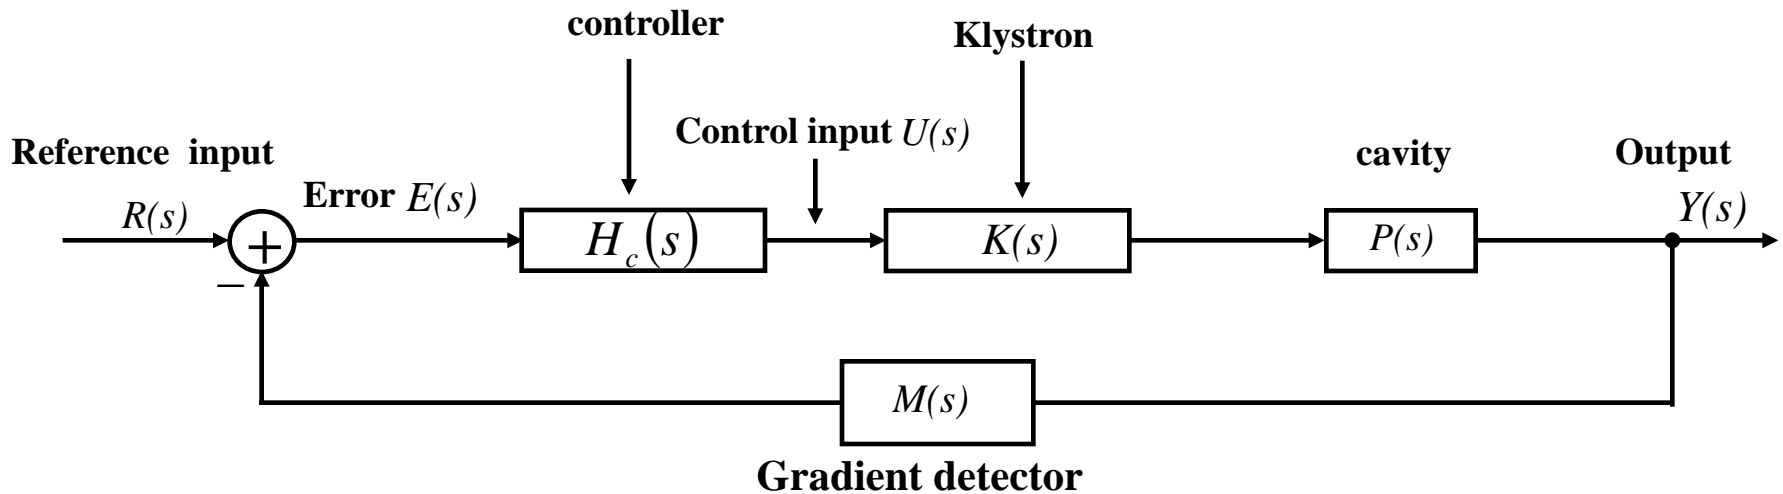 controller
Klystron
Control input U(s)
Reference input
cavity
Output
Error E(s)
R(s)
Y(s)
+
H_c(s)
K(s)
P(s)
−
M(s)
Gradient detector